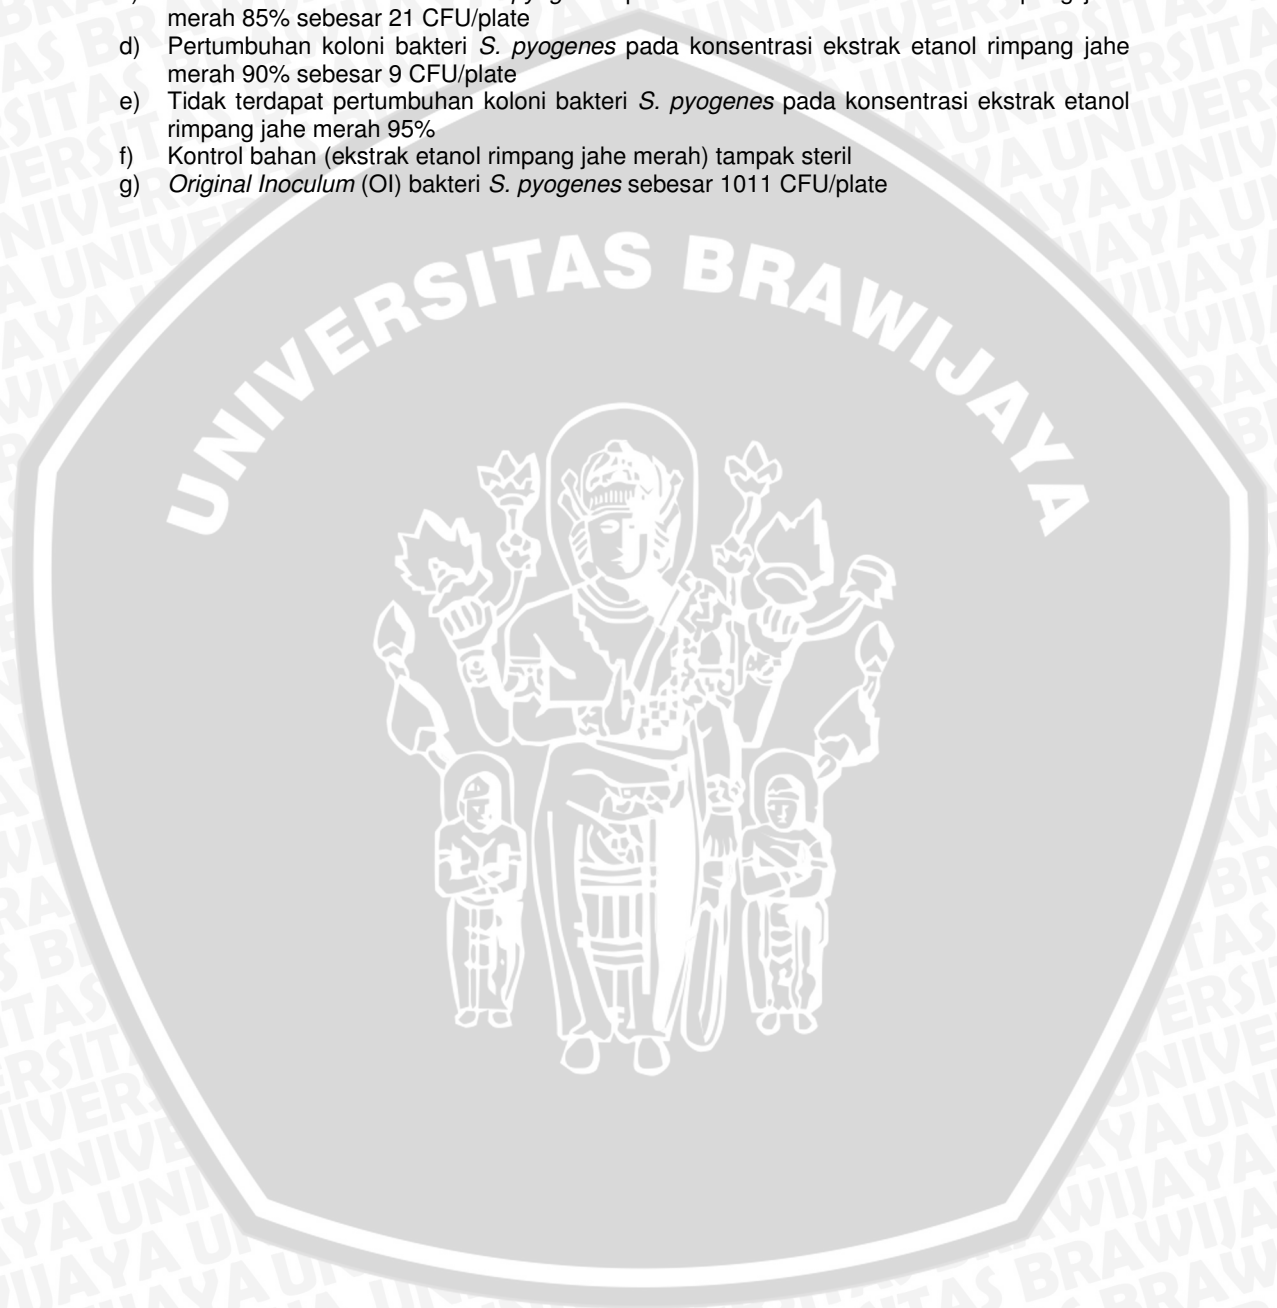 merah 85% sebesar 21 CFU/plate
d) Pertumbuhan koloni bakteri S. pyogenes pada konsentrasi ekstrak etanol rimpang jahe
merah 90% sebesar 9 CFU/plate
e) Tidak terdapat pertumbuhan koloni bakteri S. pyogenes pada konsentrasi ekstrak etanol
rimpang jahe merah 95%
f) Kontrol bahan (ekstrak etanol rimpang jahe merah) tampak steril
g) Original Inoculum (OI) bakteri S. pyogenes sebesar 1011 CFU/plate
UNIVERSITAS BRAWIJAYA